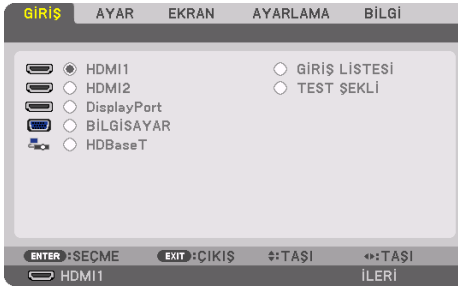 GİRİŞ AYAR EKRAN AYARLAMA BİLGİ
HDMI1 GİRİŞ LİSTESİ
HDMI2 TEST ŞEKLİ
DisplayPort
BİLGİSAYAR
HDBaseT
ENTER :SEÇME EXIT :ÇIKIŞ :TAŞI :TAŞI
HDMI1 İLERİ